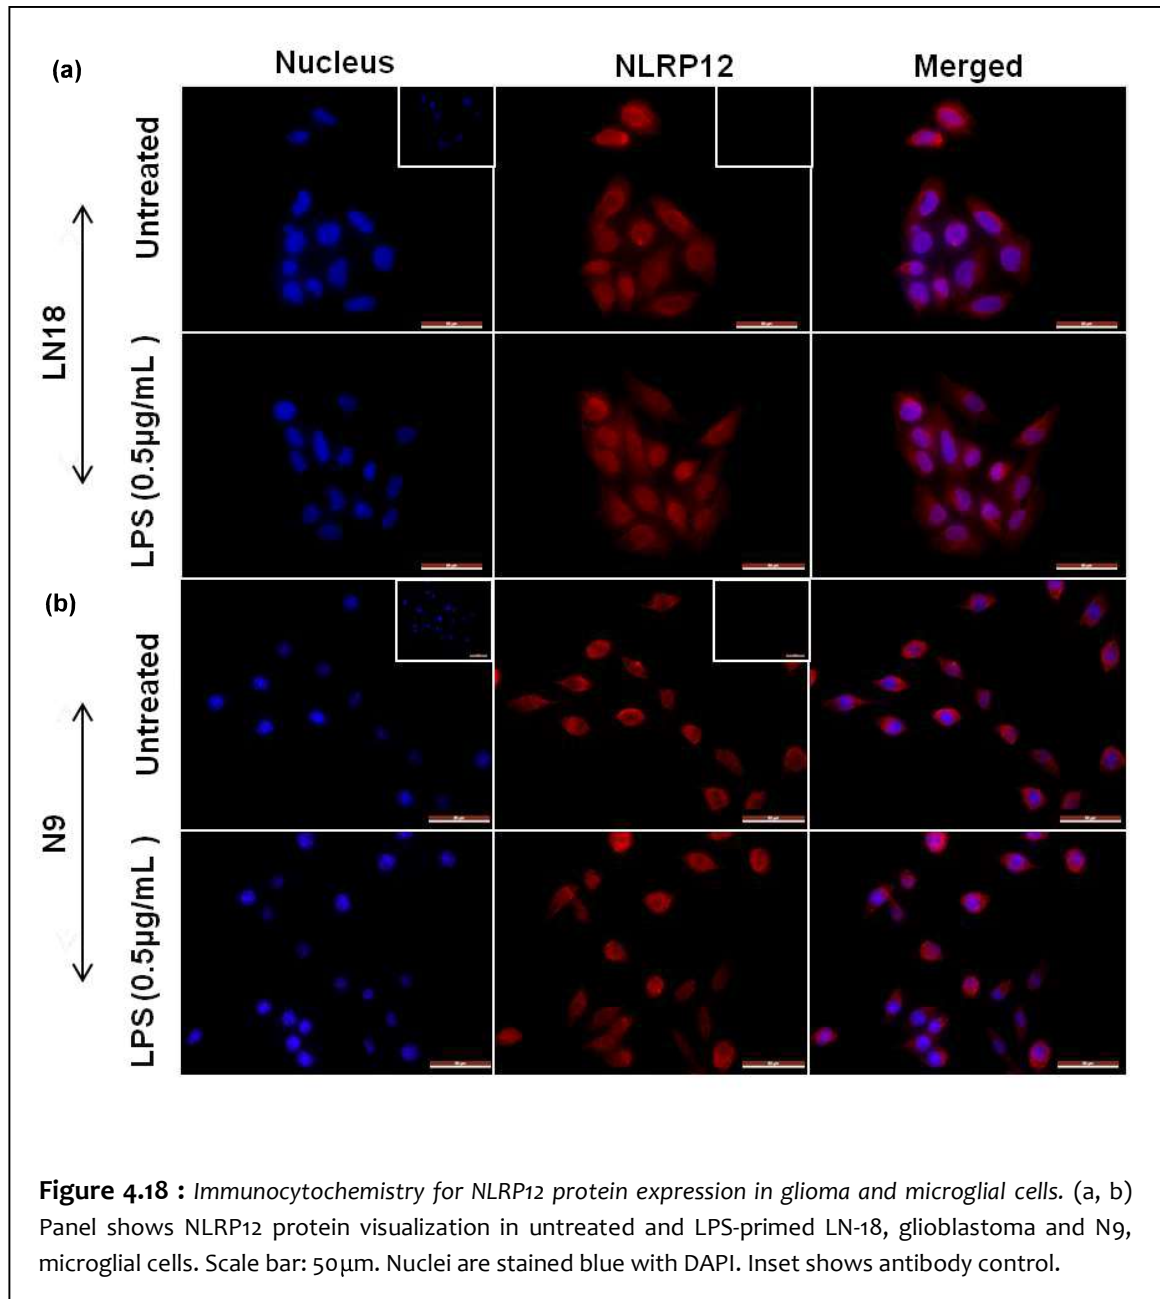 (a)
Nucleus
NLRP12
Merged
Untreated
LN18
LPS (0.5µg/mL )
(b)
Untreated
N9
LPS (0.5µg/mL )
Figure 4.18 : Immunocytochemistry for NLRP12 protein expression in glioma and microglial cells. (a, b)
Panel shows NLRP12 protein visualization in untreated and LPS-primed LN-18, glioblastoma and N9,
microglial cells. Scale bar: 50µm. Nuclei are stained blue with DAPI. Inset shows antibody control.